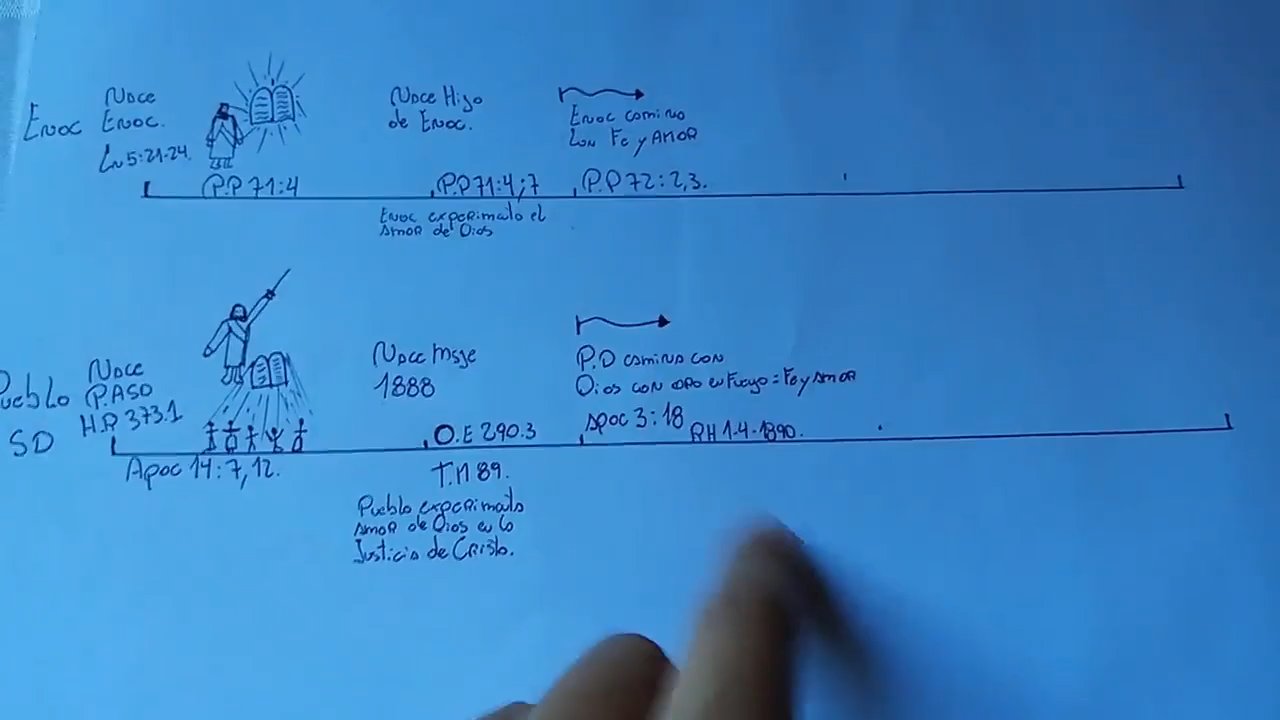 Enoc
Nace
Enoc.
Gn 5:21-24.
P.P 71:4
Nace Hijo
de Enoc.
P.P 71:4;7
Enoc experimato el
Amor de Dios
Enoc camino
Con Fe y AMOR
P.P 72:2,3.
Pueblo
SD
Nace
P.ASD
H.R 373.1
Apoc 14:7,12.
Nace Msje
1888
O.E 290.3
T.M 89.
Pueblo experimato
Amor de Dios en la
Justicia de Cristo.
P.D camina con
Dios con oro en Fuego = Fe y Amor
Apoc 3:18
RH 1-4-1890.